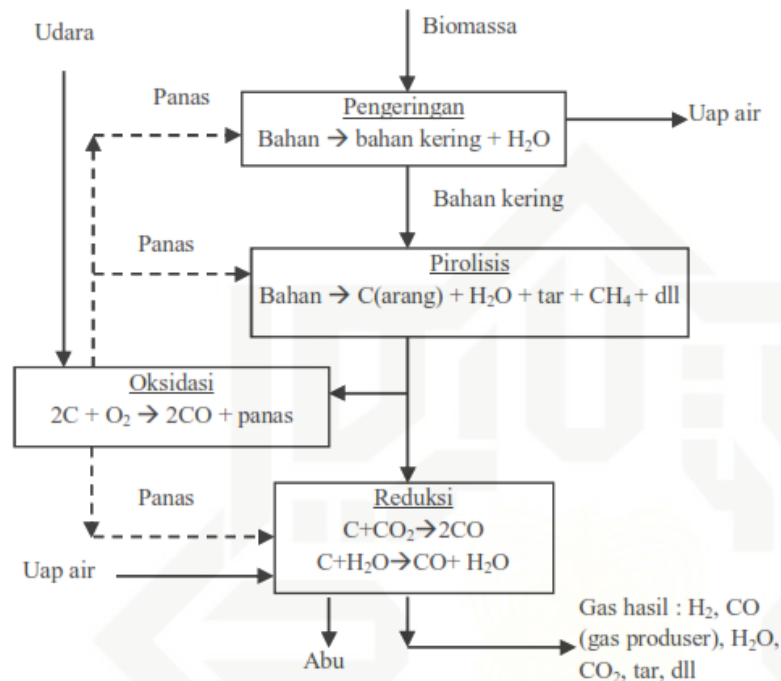 Udara
Biomassa
Panas
Pengeringan
Bahan → bahan kering + H₂O
Uap air
Bahan kering
Panas
Pirolisis
Bahan → C(arang) + H₂O + tar + CH₄ + dll
Oksidasi
2C + O₂ → 2CO + panas
Panas
Reduksi
C+CO₂→2CO
C+H₂O→CO+ H₂O
Uap air
Abu
Gas hasil : H₂, CO
(gas produser), H₂O,
CO₂, tar, dll